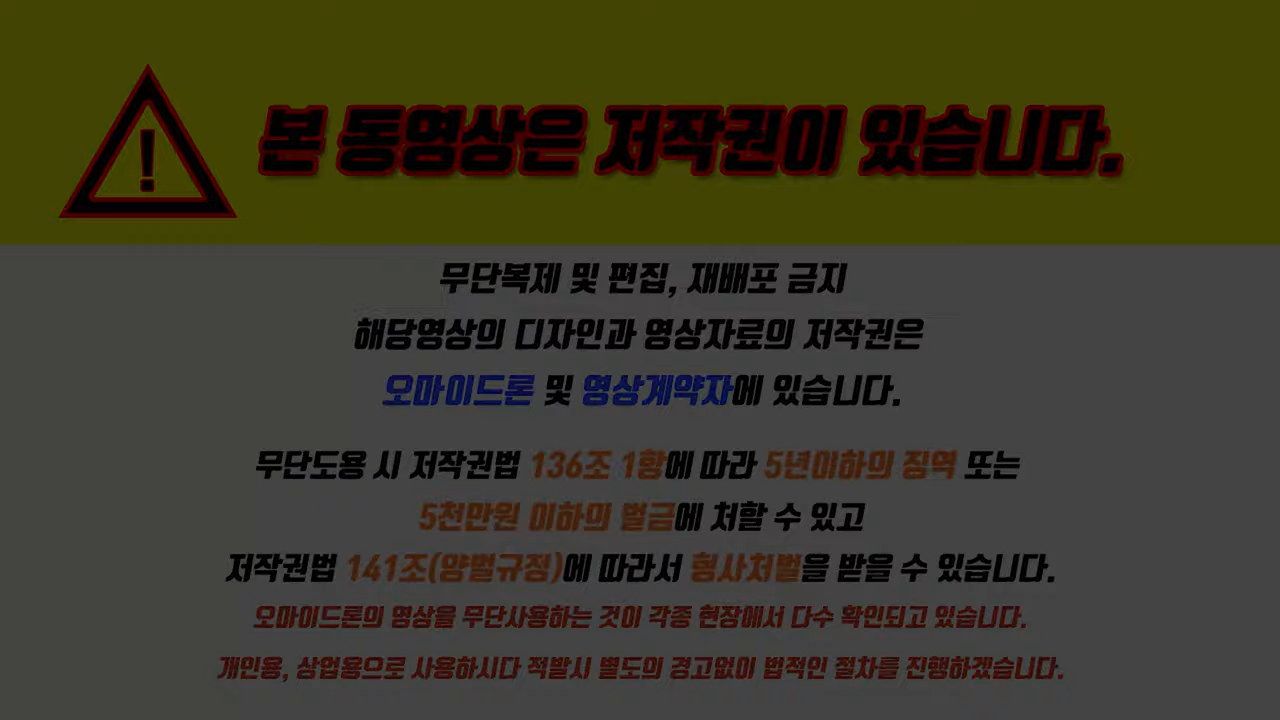 본 동영상은 저작권이 있습니다.
무단복제 및 편집, 재배포 금지
해당영상의 디자인과 영상자료의 저작권은
오마이드론 및 영상계약자에 있습니다.
무단도용 시 저작권법 136조 1항에 따라 5년이하의 징역 또는
5천만원 이하의 벌금에 처할 수 있고
저작권법 141조(양벌규정)에 따라서 형사처벌을 받을 수 있습니다.
오마이드론의 영상을 무단사용하는 것이 각종 현장에서 다수 확인되고 있습니다.
개인용, 상업용으로 사용하시다 적발시 별도의 경고없이 법적인 절차를 진행하겠습니다.